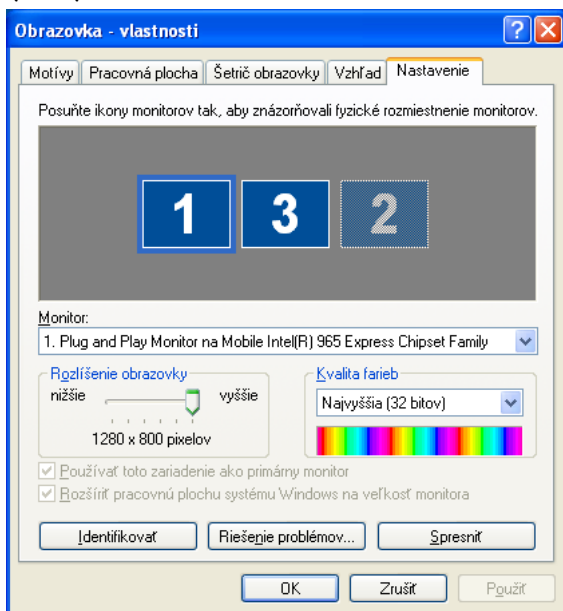 Obrazovka - vlastnosti
Motívy Pracovná plocha Šetrič obrazovky Vzhľad Nastavenie
Posuňte ikony monitorov tak, aby znázorňovali fyzické rozmiestnenie monitorov.
1 3 2
Monitor:
1. Plug and Play Monitor na Mobile Intel(R) 965 Express Chipset Family
Rozlíšenie obrazovky
nižšie vyššie
1280 x 800 pixelov
Kvalita farieb
Najvyššia (32 bitov)
Používať toto zariadenie ako primárny monitor
Rozšíriť pracovnú plochu systému Windows na veľkosť monitora
Identifikovať Riešenie problémov... Spresniť
OK Zrušiť Použiť